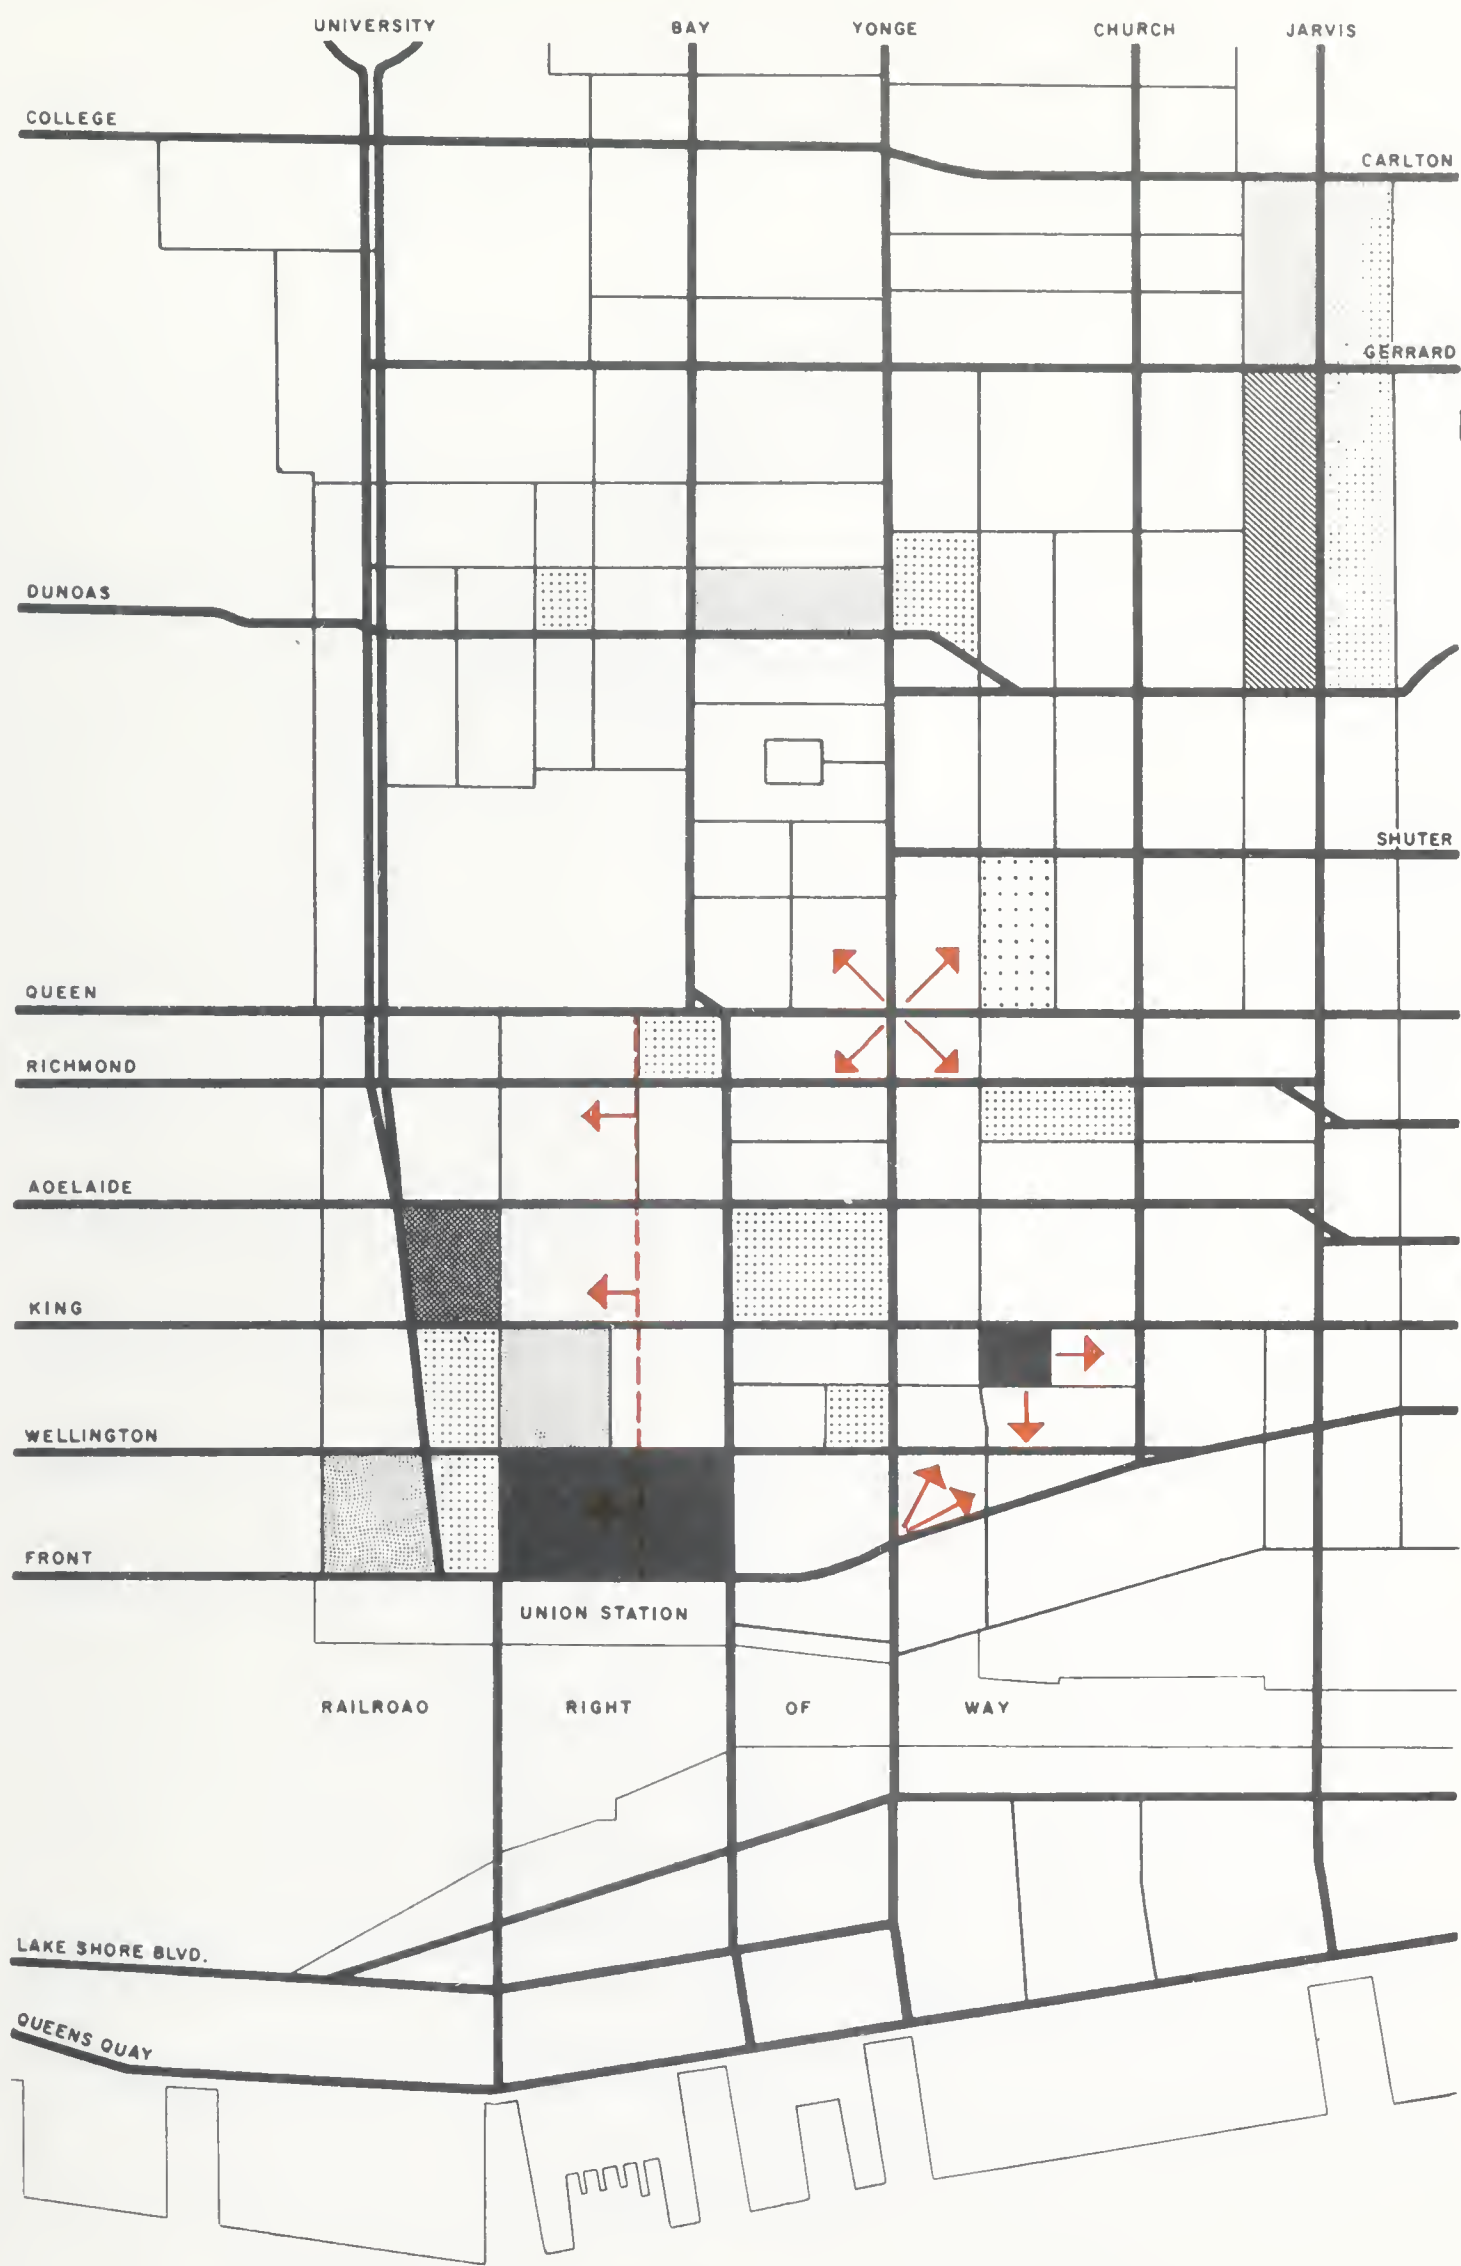 UNIVERSITY
BAY
YONGE
CHURCH
JARVIS
COLLEGE
CARLTON
GERRARD
DUNDAS
SHUTER
QUEEN
RICHMOND
ADELAIDE
KING
WELLINGTON
FRONT
UNION STATION
RAILROAD RIGHT OF WAY
LAKE SHORE BLVD.
QUEENS QUAY